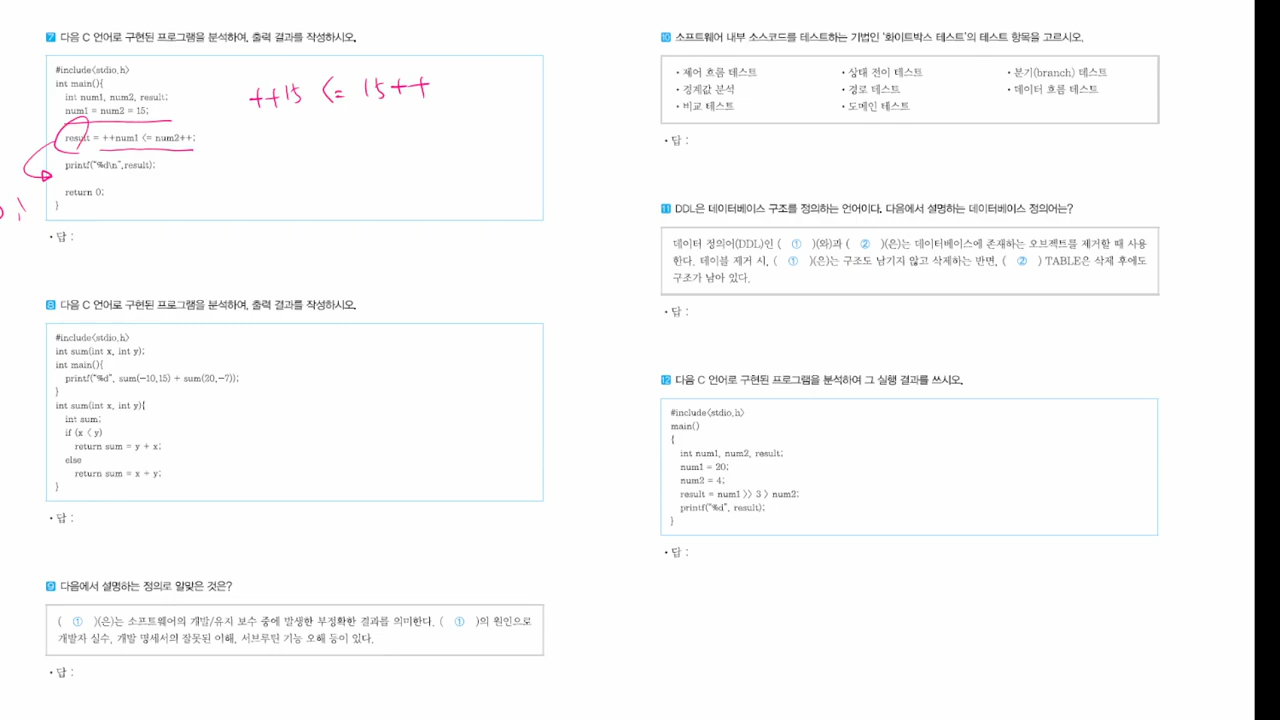 7 다음 C 언어로 구현된 프로그램을 분석하여, 출력 결과를 작성하시오.
#include<stdio.h>
int main(){
int num1, num2, result;
num1 = num2 = 15;
result = ++num1 <= num2++;
printf("%d\n",result);
return 0;
}
++15 <= 15++
• 답 :
8 다음 C 언어로 구현된 프로그램을 분석하여, 출력 결과를 작성하시오.
#include<stdio.h>
int sum(int x, int y);
int main(){
printf("%d", sum(-10,15) + sum(20,-7));
}
int sum(int x, int y){
int sum;
if (x < y)
return sum = y + x;
else
return sum = x + y;
}
• 답 :
9 다음에서 설명하는 정의로 알맞은 것은?
( ① )(은)는 소프트웨어의 개발/유지 보수 중에 발생한 부정확한 결과를 의미한다. ( ① )의 원인으로
개발자 실수, 개발 명세서의 잘못된 이해, 서브루틴 기능 오해 등이 있다.
• 답 :
10 소프트웨어 내부 소스코드를 테스트하는 기법인 '화이트박스 테스트'의 테스트 항목을 고르시오.
• 제어 흐름 테스트 • 상태 전이 테스트 • 분기(branch) 테스트
• 경계값 분석 • 경로 테스트 • 데이터 흐름 테스트
• 비교 테스트 • 도메인 테스트
• 답 :
11 DDL은 데이터베이스 구조를 정의하는 언어이다. 다음에서 설명하는 데이터베이스 정의어는?
데이터 정의어(DDL)인 ( ① )(와)과 ( ② )(은)는 데이터베이스에 존재하는 오브젝트를 제거할 때 사용
한다. 테이블 제거 시, ( ① )(은)는 구조도 남기지 않고 삭제하는 반면, ( ② ) TABLE은 삭제 후에도
구조가 남아 있다.
• 답 :
12 다음 C 언어로 구현된 프로그램을 분석하여 그 실행 결과를 쓰시오.
#include<stdio.h>
main()
{
int num1, num2, result;
num1 = 20;
num2 = 4;
result = num1 >> 3 > num2;
printf("%d", result);
}
• 답 :